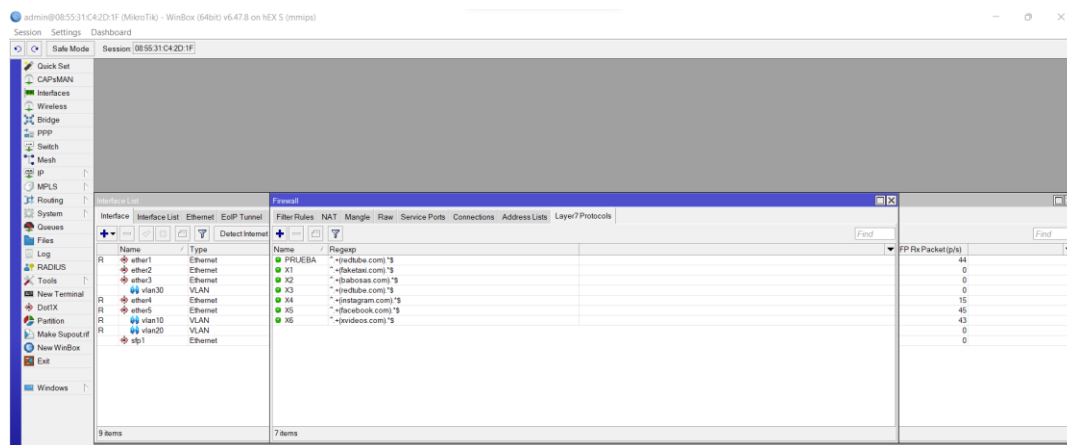 admin@08:55:31:C4:2D:1F (MikroTik) - WinBox (64bit) v6.47.8 on hEX S (mmips)
Session Settings Dashboard
Safe Mode Session: 08:55:31:C4:2D:1F
Quick Set
CAPsMAN
Interfaces
Wireless
Bridge
PPP
Switch
Mesh
IP
MPLS
Routing
System
Queues
Files
Log
RADIUS
Tools
New Terminal
Dot1X
Partition
Make Supout.rif
New WinBox
Exit
Windows
Interface List
Interface Interface List Ethernet EoIP Tunnel
Detect Internet
Name Type
R ether1 Ethernet
ether2 Ethernet
ether3 Ethernet
vlan30 VLAN
R ether4 Ethernet
R ether5 Ethernet
R vlan10 VLAN
R vlan20 VLAN
sfp1 Ethernet
9 items
Firewall
Filter Rules NAT Mangle Raw Service Ports Connections Address Lists Layer7 Protocols
Find
Name Regexp
PRUEBA ^.+(redtube.com).*$
X1 ^.+(faketaxi.com).*$
X2 ^.+(babosas.com).*$
X3 ^.+(redtube.com).*$
X4 ^.+(instagram.com).*$
X5 ^.+(facebook.com).*$
X6 ^.+(xvideos.com).*$
7 items
Find
FP Rx Packet (p/s)
44
0
0
0
15
45
43
0
0